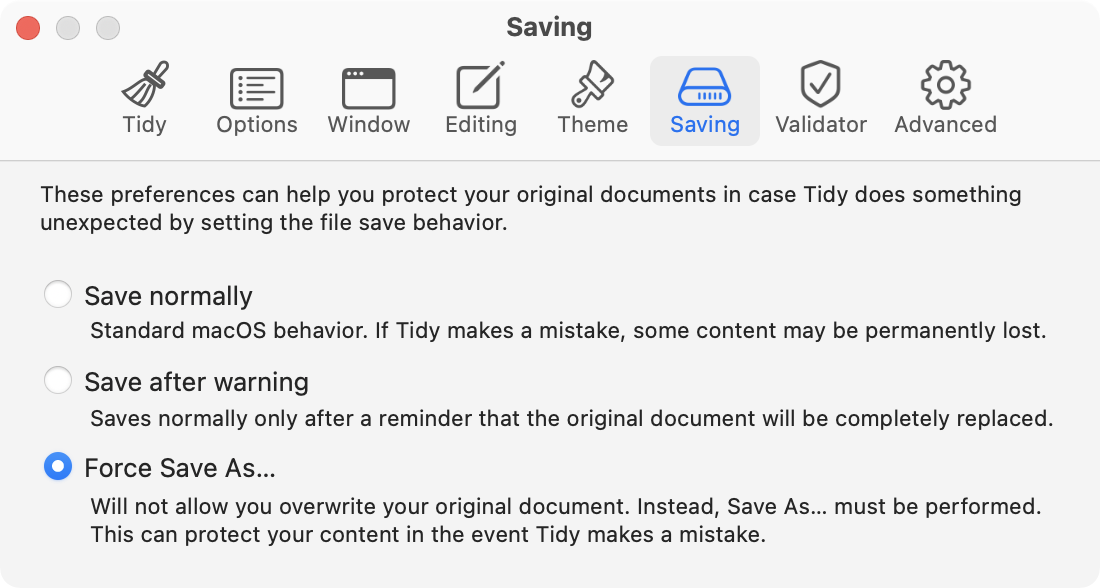 Saving
Tidy Options Window Editing Theme Saving Validator Advanced
These preferences can help you protect your original documents in case Tidy does something
unexpected by setting the file save behavior.
Save normally
Standard macOS behavior. If Tidy makes a mistake, some content may be permanently lost.
Save after warning
Saves normally only after a reminder that the original document will be completely replaced.
Force Save As...
Will not allow you overwrite your original document. Instead, Save As... must be performed.
This can protect your content in the event Tidy makes a mistake.